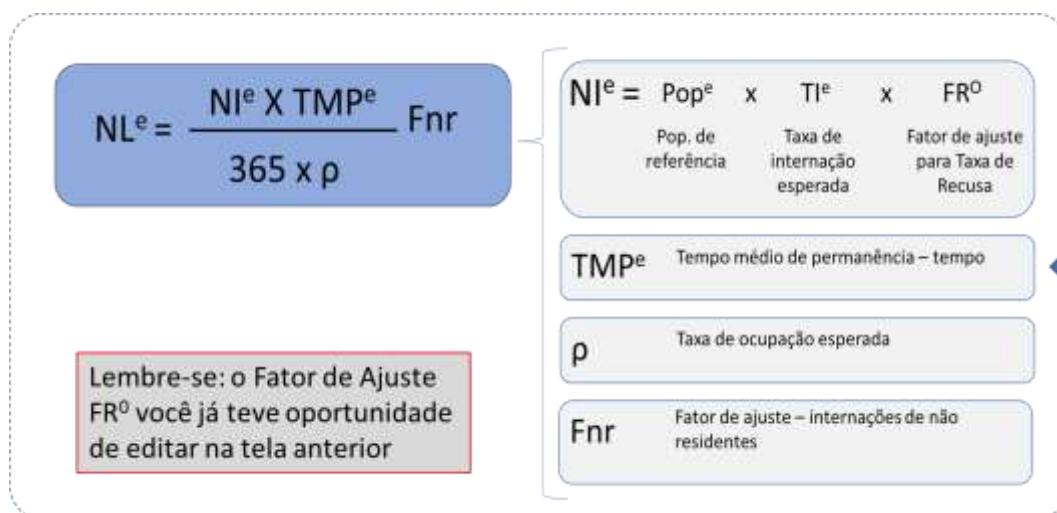 NLᵉ = NIᵉ X TMPᵉ Fnr
365 x ρ
Lembre-se: o Fator de Ajuste
FR⁰ você já teve oportunidade
de editar na tela anterior
NIᵉ = Popᵉ x TIᵉ x FRᴼ
Pop. de Taxa de Fator de ajuste
referência internação para Taxa de
esperada Recusa
TMPᵉ Tempo médio de permanência – tempo
ρ Taxa de ocupação esperada
Fnr Fator de ajuste – internações de não
residentes